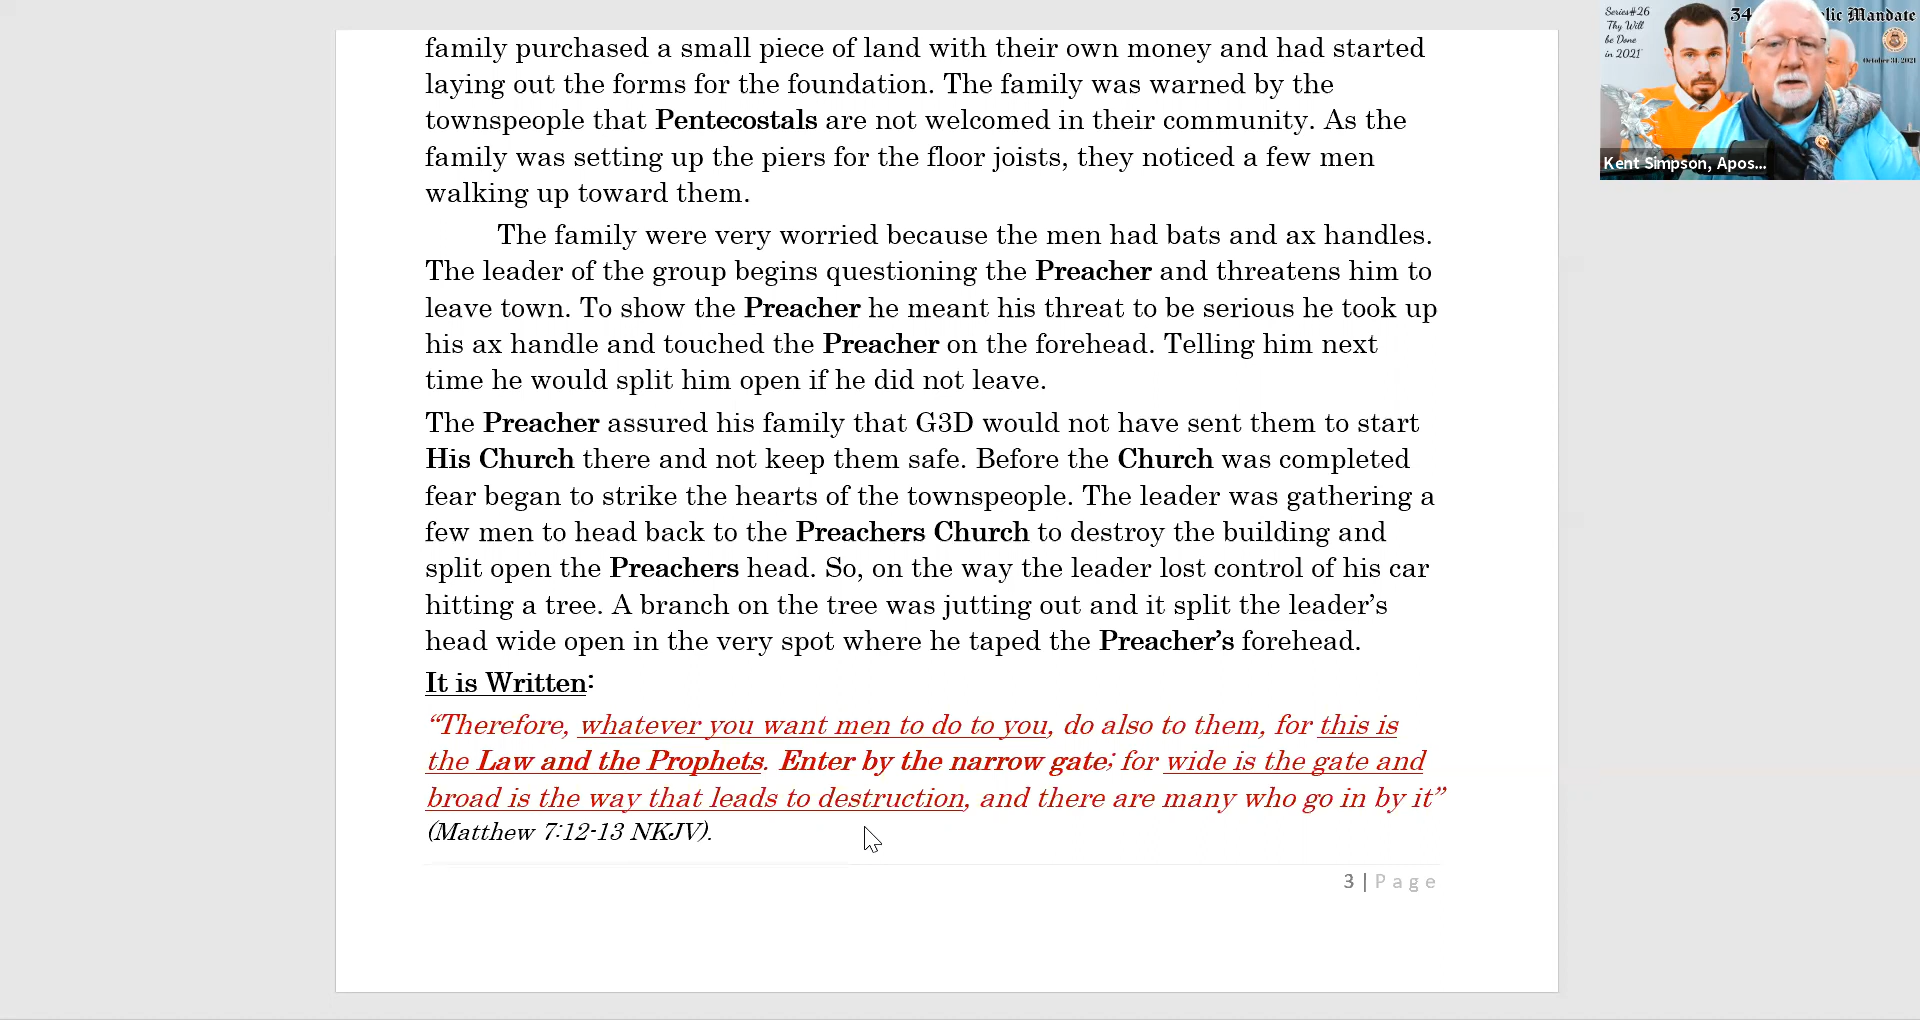 family purchased a small piece of land with their own money and had started
laying out the forms for the foundation. The family was warned by the
townspeople that Pentecostals are not welcomed in their community. As the
family was setting up the piers for the floor joists, they noticed a few men
walking up toward them.
The family were very worried because the men had bats and ax handles.
The leader of the group begins questioning the Preacher and threatens him to
leave town. To show the Preacher he meant his threat to be serious he took up
his ax handle and touched the Preacher on the forehead. Telling him next
time he would split him open if he did not leave.
The Preacher assured his family that G3D would not have sent them to start
His Church there and not keep them safe. Before the Church was completed
fear began to strike the hearts of the townspeople. The leader was gathering a
few men to head back to the Preachers Church to destroy the building and
split open the Preachers head. So, on the way the leader lost control of his car
hitting a tree. A branch on the tree was jutting out and it split the leader’s
head wide open in the very spot where he taped the Preacher’s forehead.
It is Written:
“Therefore, whatever you want men to do to you, do also to them, for this is
the Law and the Prophets. Enter by the narrow gate; for wide is the gate and
broad is the way that leads to destruction, and there are many who go in by it”
(Matthew 7:12-13 NKJV).
3 | Page
Series#26
Thy Will
be Done
in 2021
34
lic Mandate
October 31, 2021
Kent Simpson, Apos...